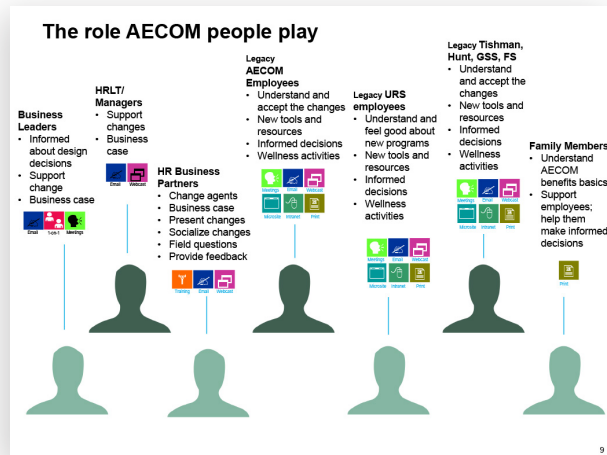 The role AECOM people play
Business
Leaders
• Informed
about design
decisions
• Support
change
• Business case
Email 1-on-1 Meetings
HRLT/
Managers
• Support
changes
• Business
case
Email Webcast
HR Business
Partners
• Change agents
• Business case
• Present changes
• Socialize changes
• Field questions
• Provide feedback
Training Email Webcast
Legacy
AECOM
Employees
• Understand and
accept the changes
• New tools and
resources
• Informed decisions
• Wellness activities
Meetings Email Webcast
Microsite Intranet Print
Legacy URS
employees
• Understand and
feel good about
new programs
• New tools and
resources
• Informed
decisions
• Wellness
activities
Meetings Email Webcast
Microsite Intranet Print
Legacy Tishman,
Hunt, GSS, FS
• Understand
and accept the
changes
• New tools and
resources
• Informed
decisions
• Wellness
activities
Meetings Email Webcast
Microsite Intranet Print
Family Members
• Understand
AECOM
benefits basics
• Support
employees;
help them
make informed
decisions
Print
9